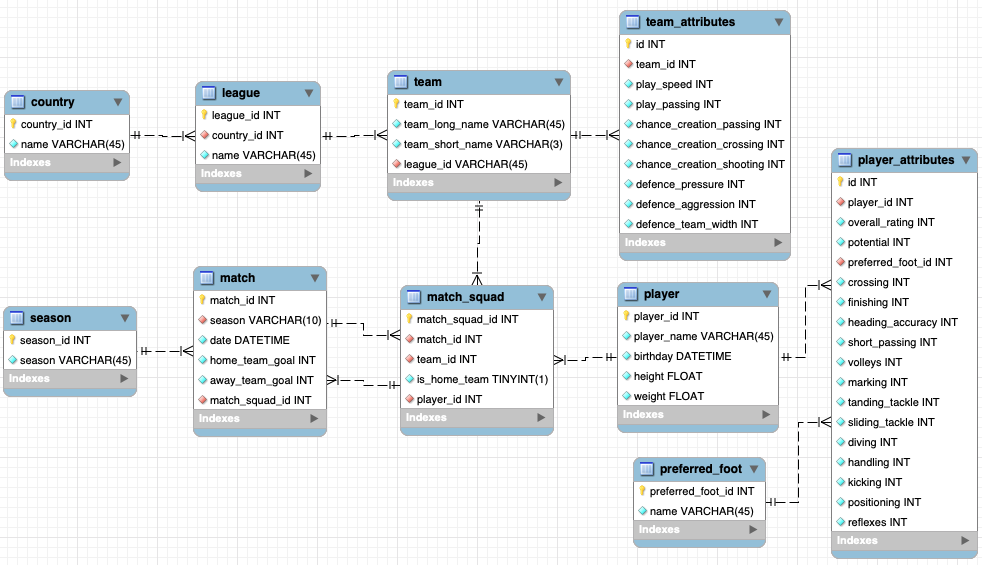 country
country_id INT
name VARCHAR(45)
Indexes
league
league_id INT
country_id INT
name VARCHAR(45)
Indexes
team
team_id INT
team_long_name VARCHAR(45)
team_short_name VARCHAR(3)
league_id VARCHAR(45)
Indexes
team_attributes
id INT
team_id INT
play_speed INT
play_passing INT
chance_creation_passing INT
chance_creation_crossing INT
chance_creation_shooting INT
defence_pressure INT
defence_aggression INT
defence_team_width INT
Indexes
player_attributes
id INT
player_id INT
overall_rating INT
potential INT
preferred_foot_id INT
crossing INT
finishing INT
heading_accuracy INT
short_passing INT
volleys INT
marking INT
tanding_tackle INT
sliding_tackle INT
diving INT
handling INT
kicking INT
positioning INT
reflexes INT
Indexes
season
season_id INT
season VARCHAR(45)
Indexes
match
match_id INT
season VARCHAR(10)
date DATETIME
home_team_goal INT
away_team_goal INT
match_squad_id INT
Indexes
match_squad
match_squad_id INT
match_id INT
team_id INT
is_home_team TINYINT(1)
player_id INT
Indexes
player
player_id INT
player_name VARCHAR(45)
birthday DATETIME
height FLOAT
weight FLOAT
Indexes
preferred_foot
preferred_foot_id INT
name VARCHAR(45)
Indexes